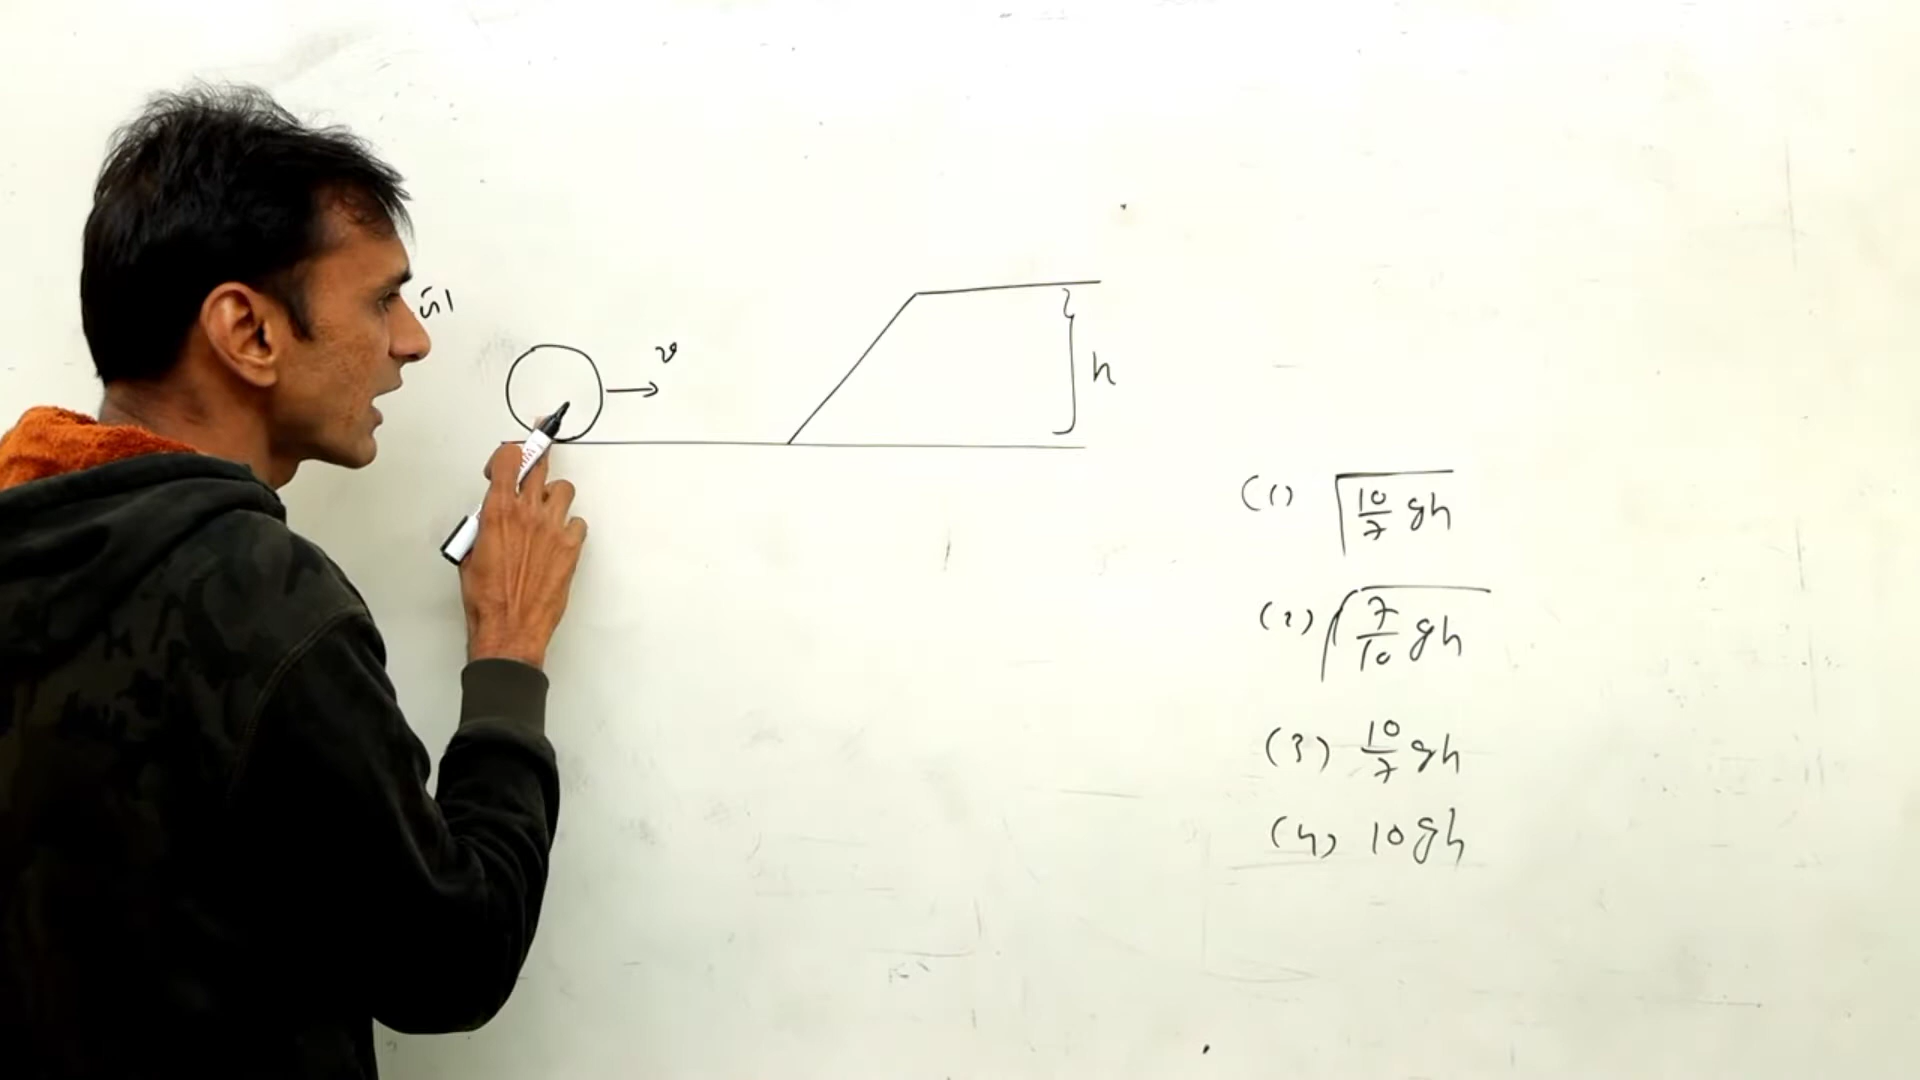 v
h
(1) √(10/7 gh)
(2) √(7/10 gh)
(3) 10/7 gh
(4) 10gh